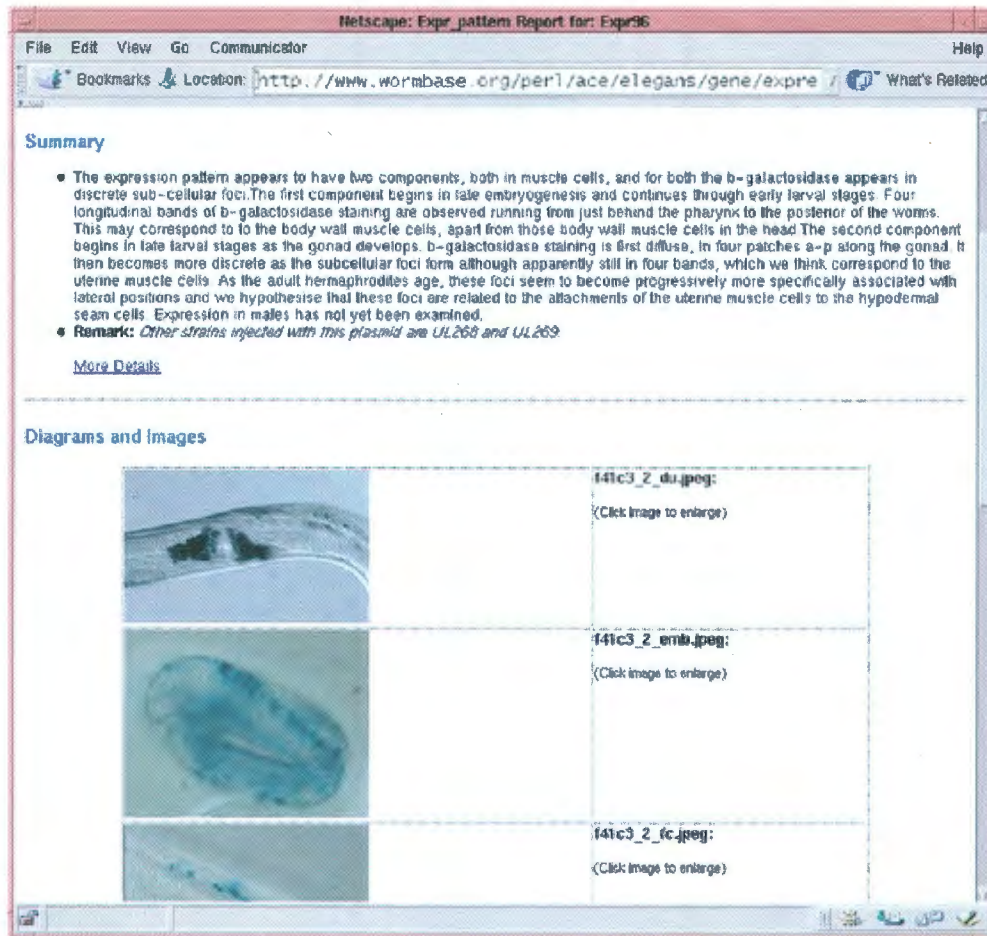 Netscape: Expr_pattern Report for: Expr96
File Edit View Go Communicator Help
Bookmarks Location: http://www.wormbase.org/perl/ace/elegans/gene/expre What's Related
Summary
The expression pattern appears to have two components, both in muscle cells, and for both the b-galactosidase appears in
discrete sub-cellular foci.The first component begins in late embryogenesis and continues through early larval stages. Four
longitudinal bands of b-galactosidase staining are observed running from just behind the pharynx to the posterior of the worms.
This may correspond to to the body wall muscle cells, apart from those body wall muscle cells in the head.The second component
begins in late larval stages as the gonad develops. b-galactosidase staining is first diffuse, in four patches a-p along the gonad. It
then becomes more discrete as the subcellular foci form although apparently still in four bands, which we think correspond to the
uterine muscle cells. As the adult hermaphrodites age, these foci seem to become progressively more specifically associated with
lateral positions and we hypothesise that these foci are related to the attachments of the uterine muscle cells to the hypodermal
seam cells. Expression in males has not yet been examined.
Remark: Other strains injected with this plasmid are UL268 and UL269.
More Details
Diagrams and Images
f41c3_2_du.jpeg:
(Click image to enlarge)
f41c3_2_emb.jpeg:
(Click image to enlarge)
f41c3_2_fc.jpeg:
(Click image to enlarge)